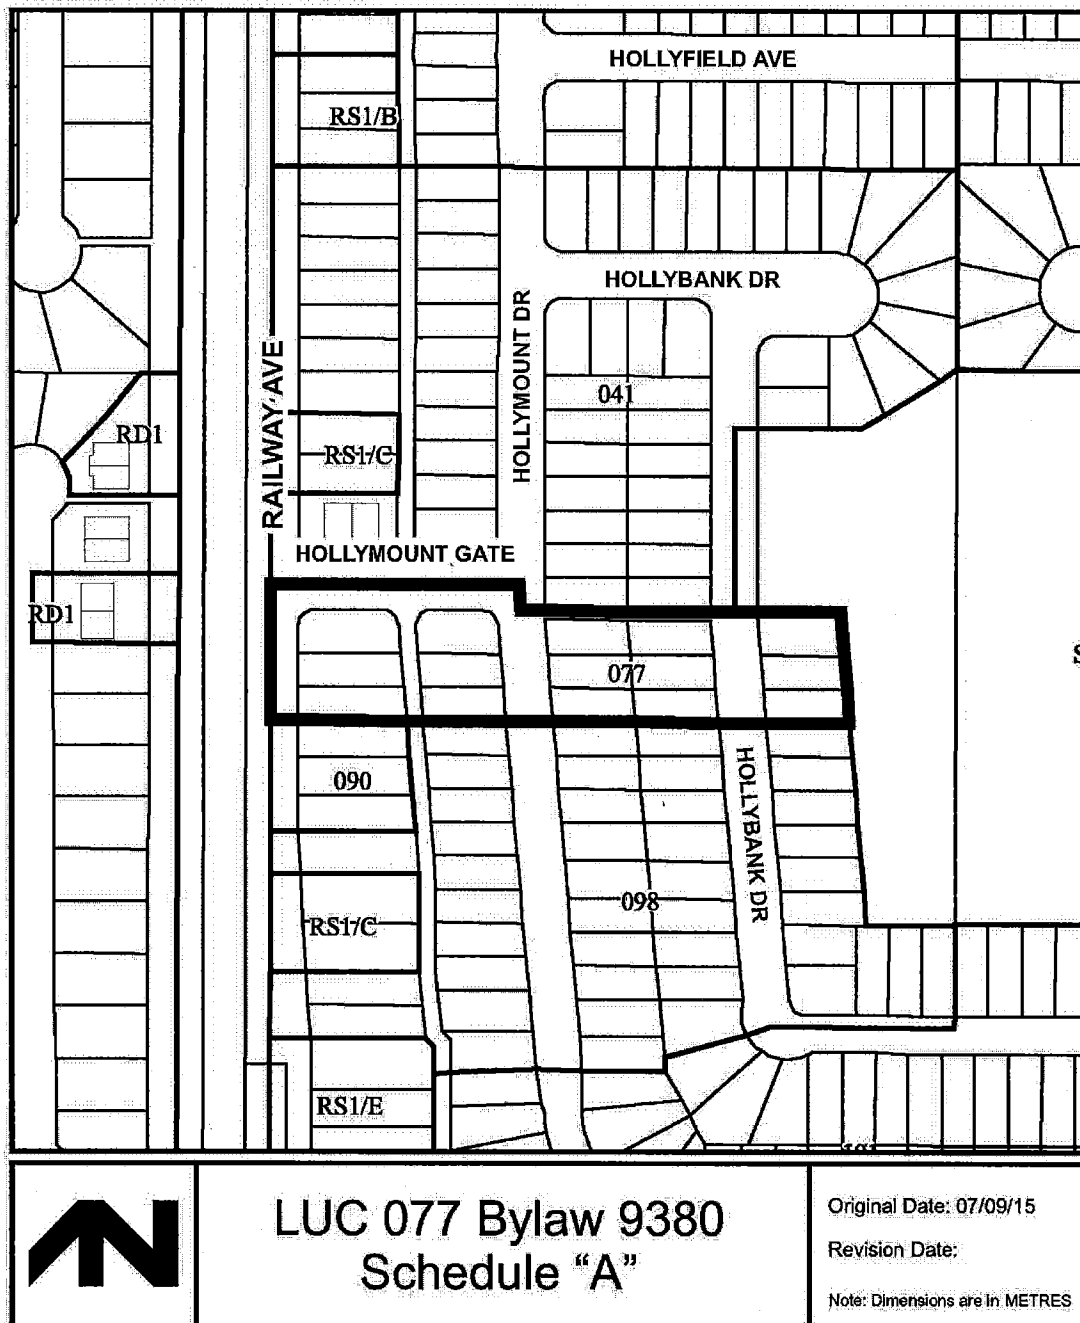 HOLLYFIELD AVE
RS1/B
HOLLYBANK DR
HOLLYMOUNT DR
RAILWAY AVE
041
RD1
RS1/C
HOLLYMOUNT GATE
RD1
S
077
HOLLYBANK DR
090
098
RS1/C
RS1/E
LUC 077 Bylaw 9380
Schedule "A"
Original Date: 07/09/15
Revision Date:
Note: Dimensions are in METRES